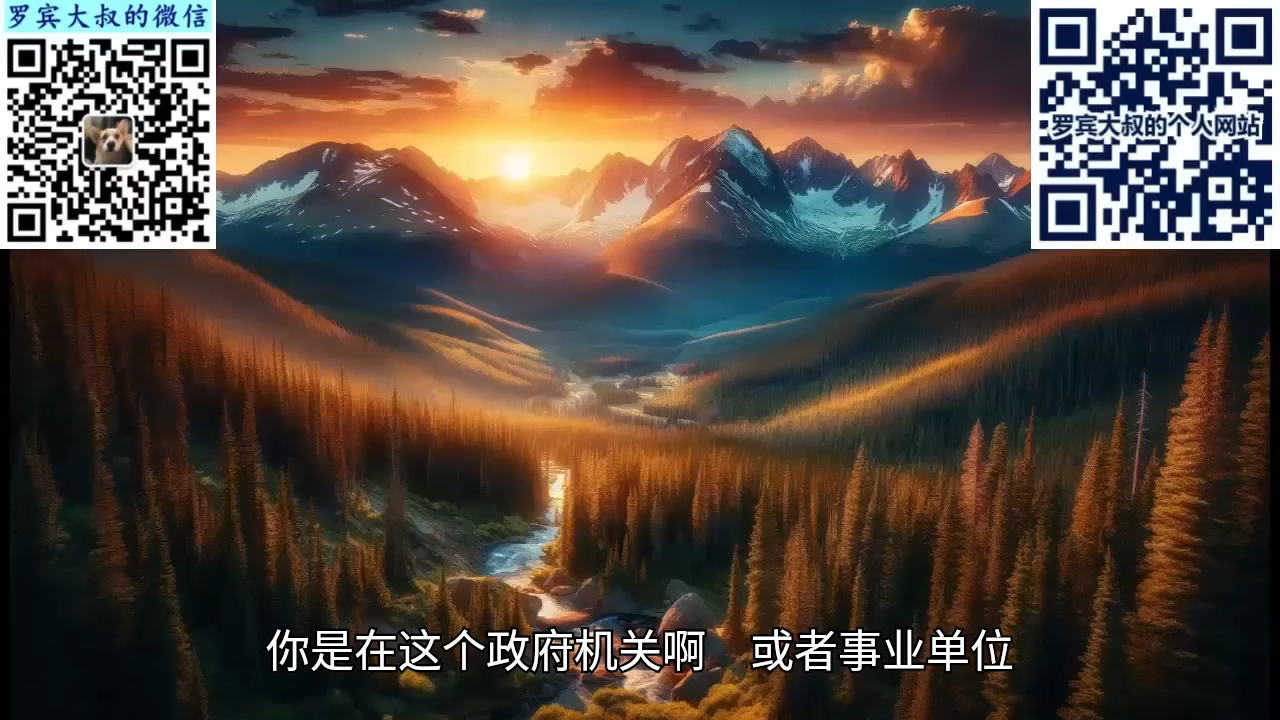 罗宾大叔的微信
罗宾大叔的个人网站
你是在这个政府机关啊 或者事业单位